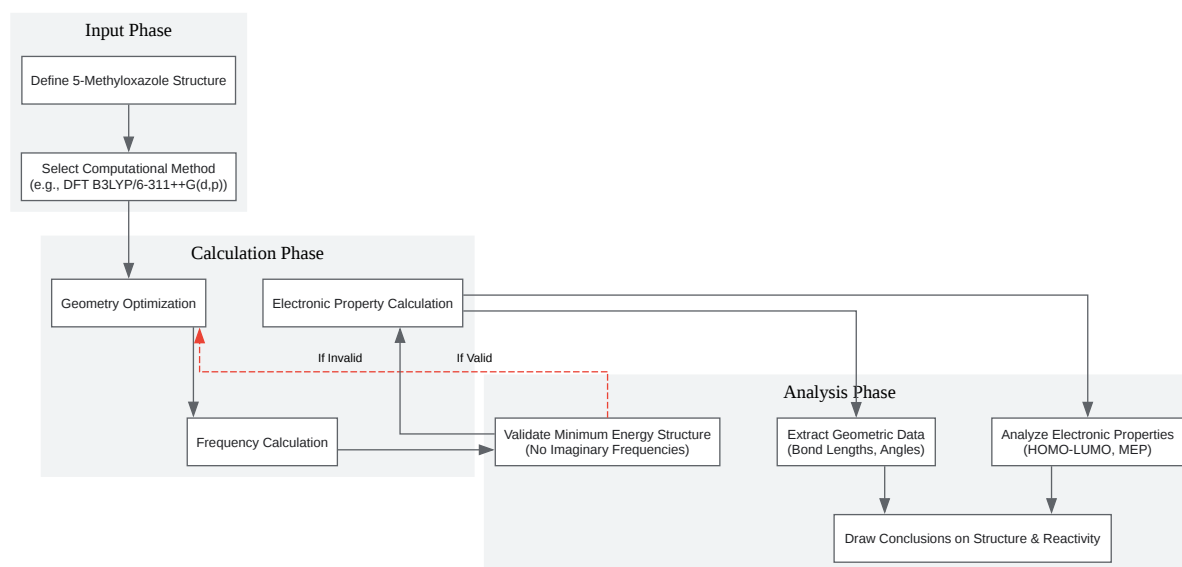 Input Phase
Define 5-Methyloxazole Structure
Select Computational Method
(e.g., DFT B3LYP/6-311++G(d,p))
Calculation Phase
Geometry Optimization
Electronic Property Calculation
If Invalid
If Valid
Analysis Phase
Frequency Calculation
Validate Minimum Energy Structure
(No Imaginary Frequencies)
Extract Geometric Data
(Bond Lengths, Angles)
Analyze Electronic Properties
(HOMO-LUMO, MEP)
Draw Conclusions on Structure & Reactivity